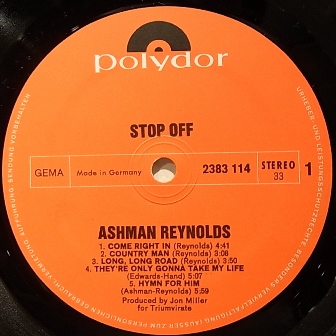 polydor
STOP OFF
GEMA
Made in Germany
2383 114
STEREO
33
1
ASHMAN REYNOLDS
1. COME RIGHT IN (Reynolds) 4:41
2. COUNTRY MAN (Reynolds) 3:08
3. LONG, LONG ROAD (Reynolds) 3:50
4. THEY'RE ONLY GONNA TAKE MY LIFE
(Edwards-Hand) 5:07
5. HYMN FOR HIM
(Ashman-Reynolds) 5:59
Produced by Jon Miller
for Triumvirate
URHEBER- UND LEISTUNGSSCHUTZRECHTE